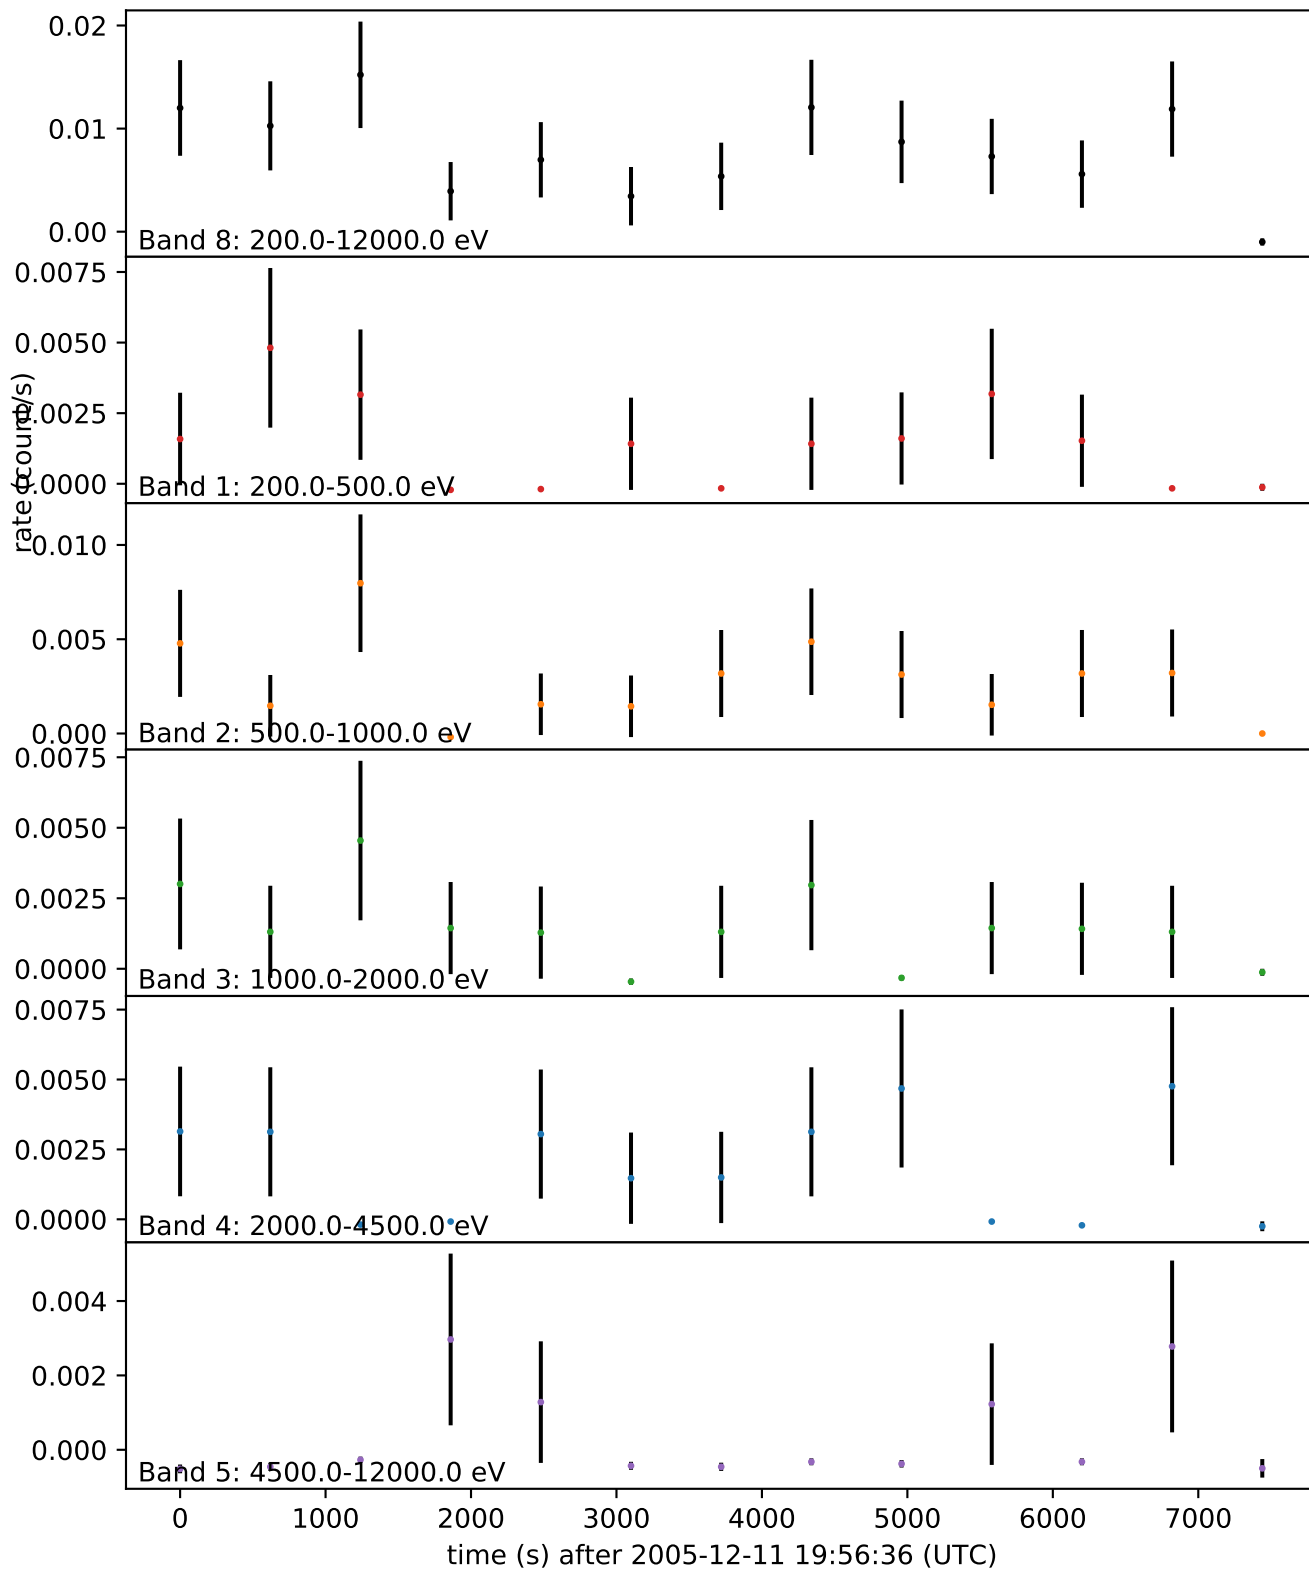 0.02
0.01
0.00
Band 8: 200.0-12000.0 eV
0.0075
0.0050
0.0025
0.0000
Band 1: 200.0-500.0 eV
rate (count/s)
0.010
0.005
0.000
Band 2: 500.0-1000.0 eV
0.0075
0.0050
0.0025
0.0000
Band 3: 1000.0-2000.0 eV
0.0075
0.0050
0.0025
0.0000
Band 4: 2000.0-4500.0 eV
0.004
0.002
0.000
Band 5: 4500.0-12000.0 eV
0 1000 2000 3000 4000 5000 6000 7000
time (s) after 2005-12-11 19:56:36 (UTC)